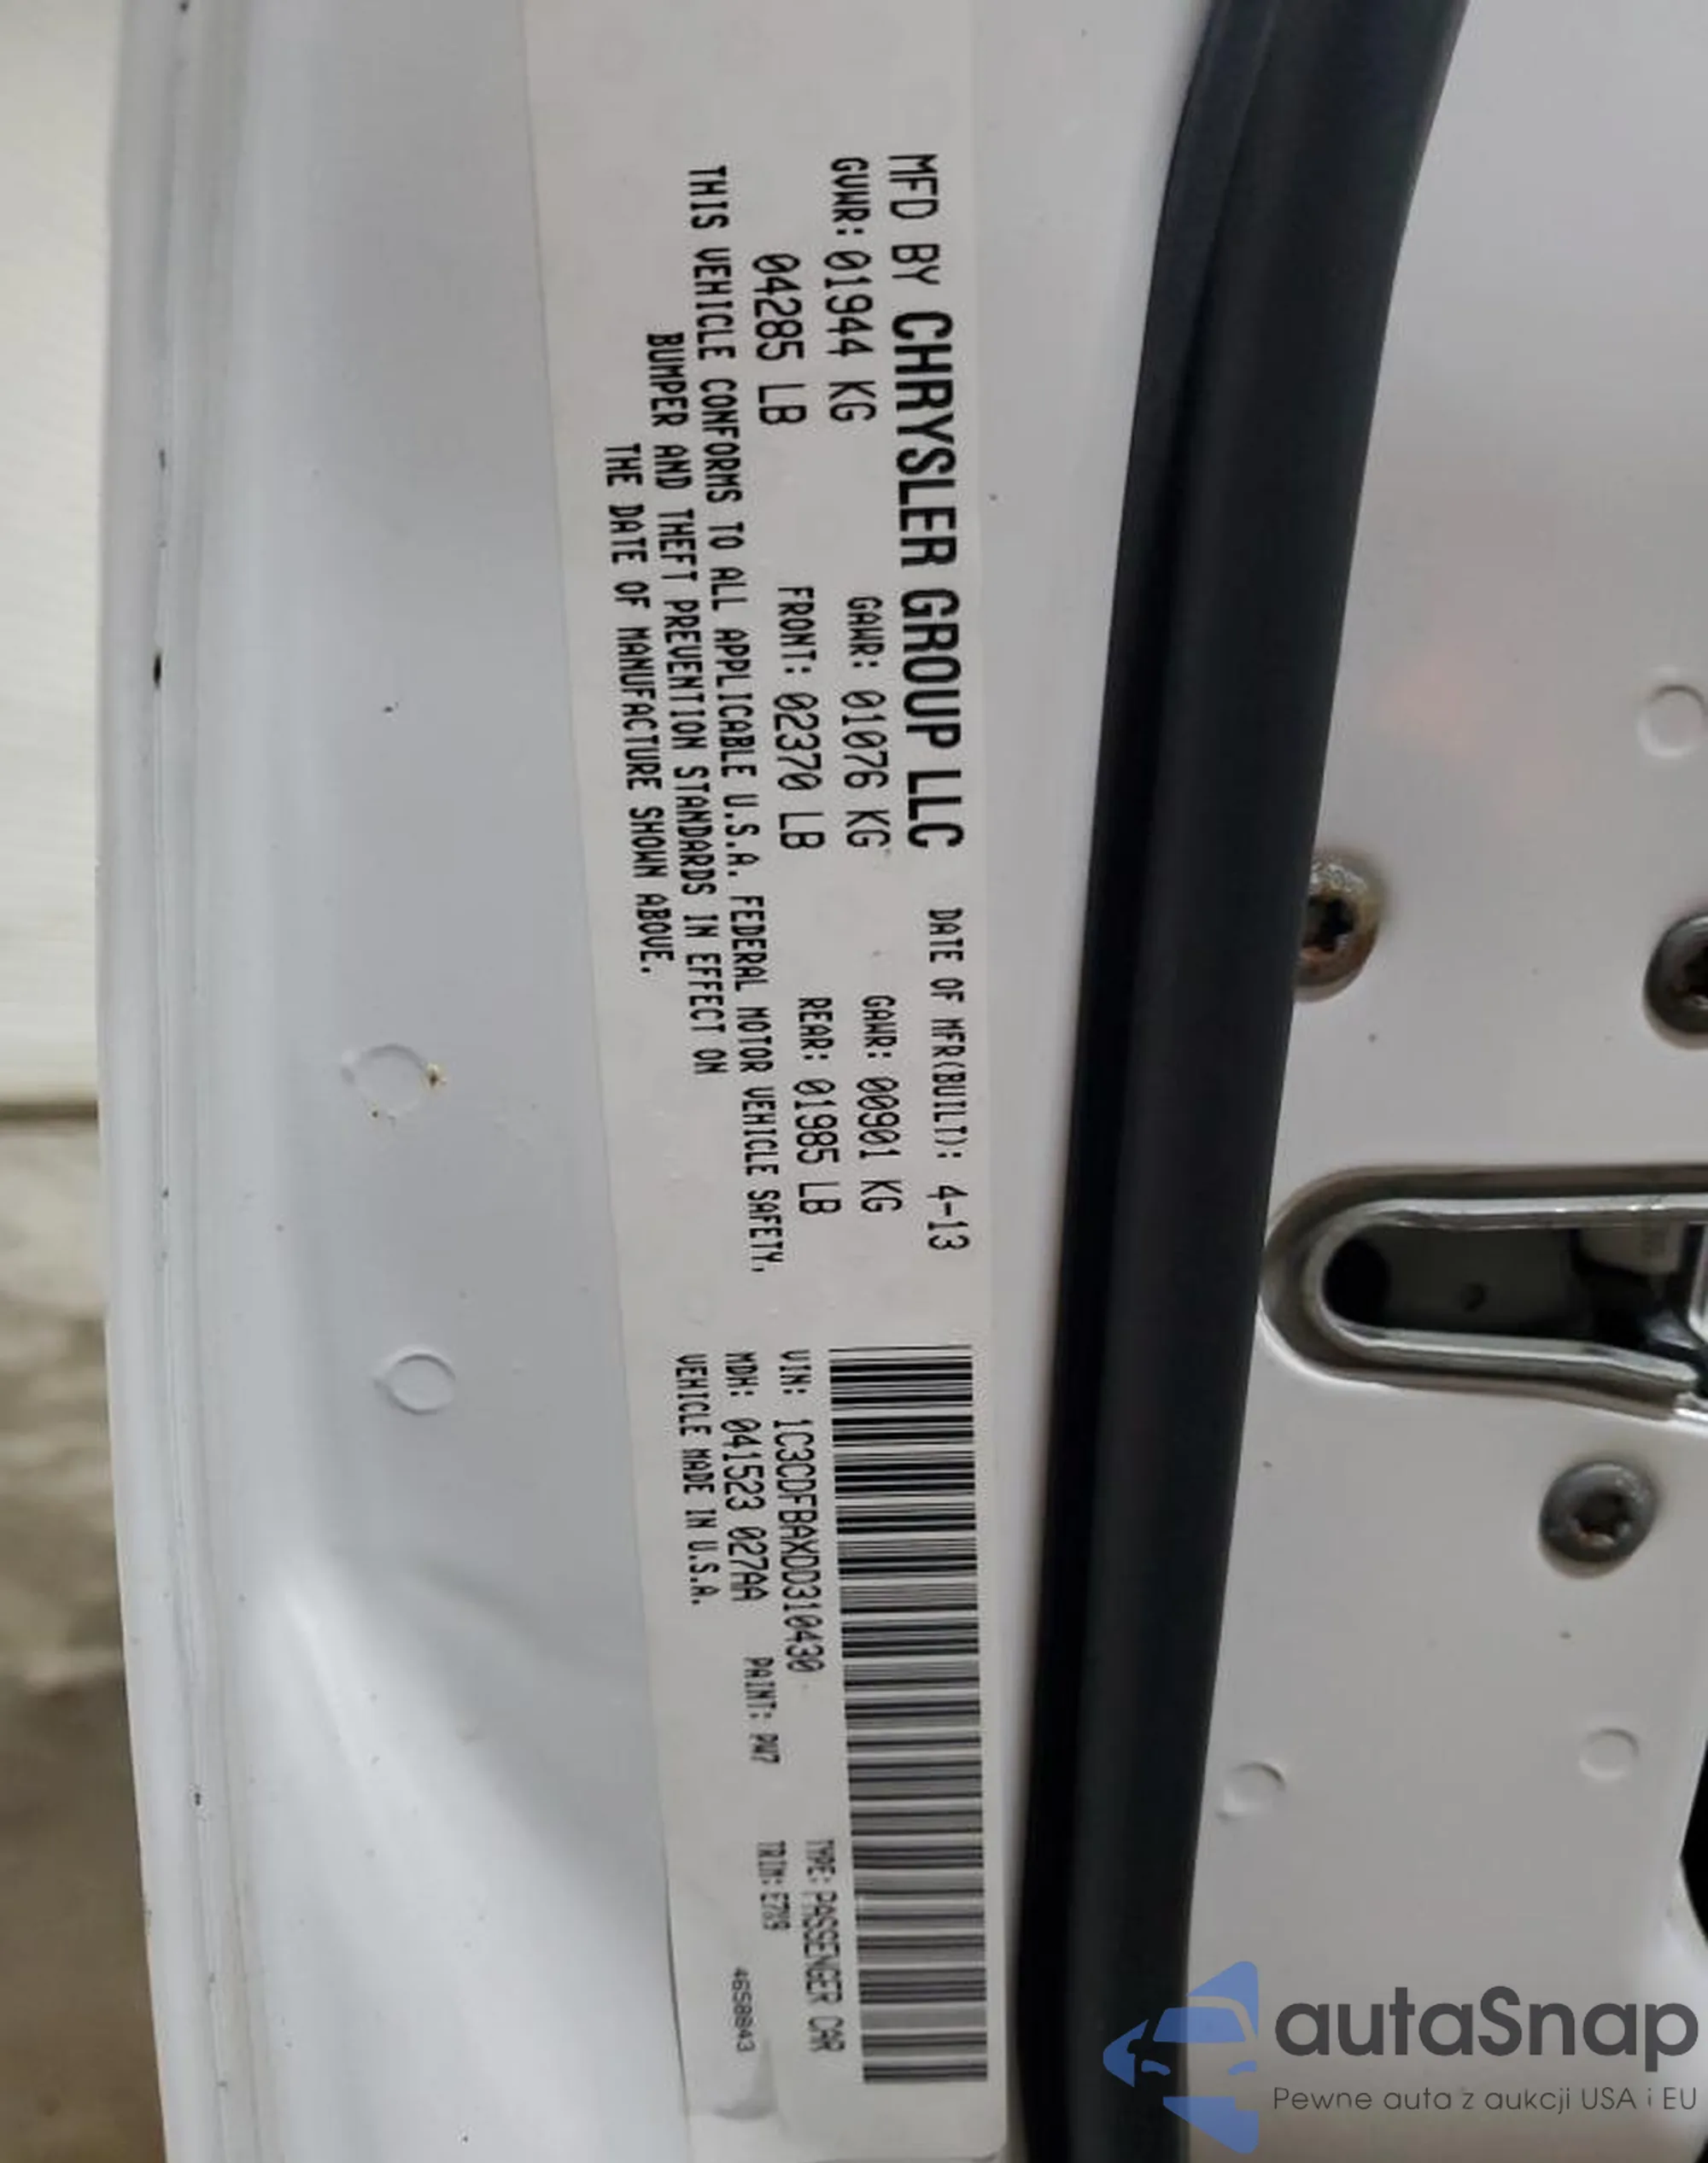 MFD BY CHRYSLER GROUP LLC DATE OF MFR(BUILT): 4-13
GVWR: 01944 KG GAWR: 01076 KG GAWR: 00901 KG
04285 LB FRONT: 02370 LB REAR: 01985 LB
THIS VEHICLE CONFORMS TO ALL APPLICABLE U.S.A. FEDERAL MOTOR VEHICLE SAFETY,
BUMPER AND THEFT PREVENTION STANDARDS IN EFFECT ON
THE DATE OF MANUFACTURE SHOWN ABOVE.
VIN: 1C3CDFBAXDD310430 TYPE: PASSENGER CAR
MDH: 041523 027AA PAINT: PW7 TRIM: E7X9
VEHICLE MADE IN U.S.A. 4658843
autaSnap
Pewne auta z aukcji USA i EU